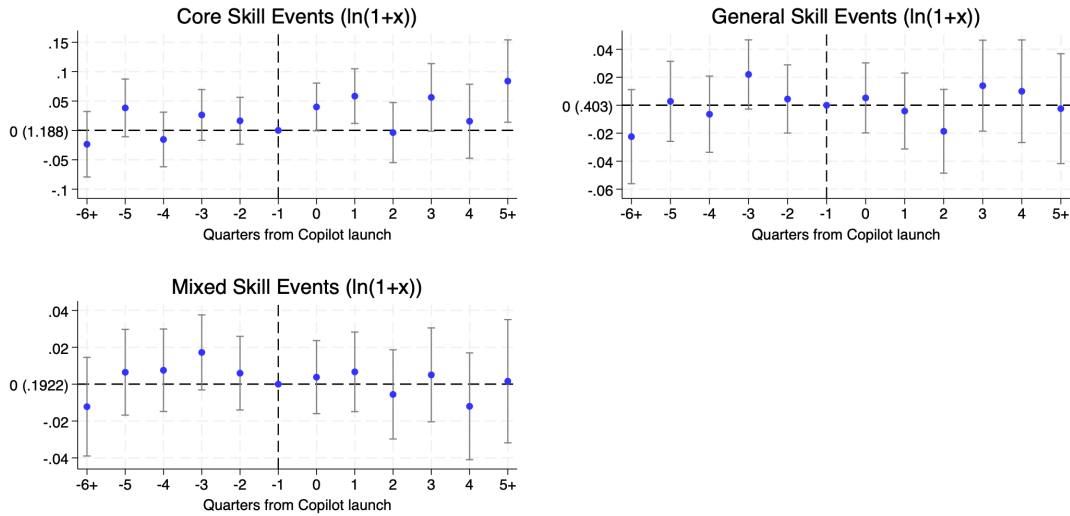 Core Skill Events (ln(1+x))
.15
.1
.05
0 (1.188)
-.05
-.1
-6+ -5 -4 -3 -2 -1 0 1 2 3 4 5+
Quarters from Copilot launch
General Skill Events (ln(1+x))
.04
.02
0 (.403)
-.02
-.04
-.06
-6+ -5 -4 -3 -2 -1 0 1 2 3 4 5+
Quarters from Copilot launch
Mixed Skill Events (ln(1+x))
.04
.02
0 (.1922)
-.02
-.04
-6+ -5 -4 -3 -2 -1 0 1 2 3 4 5+
Quarters from Copilot launch